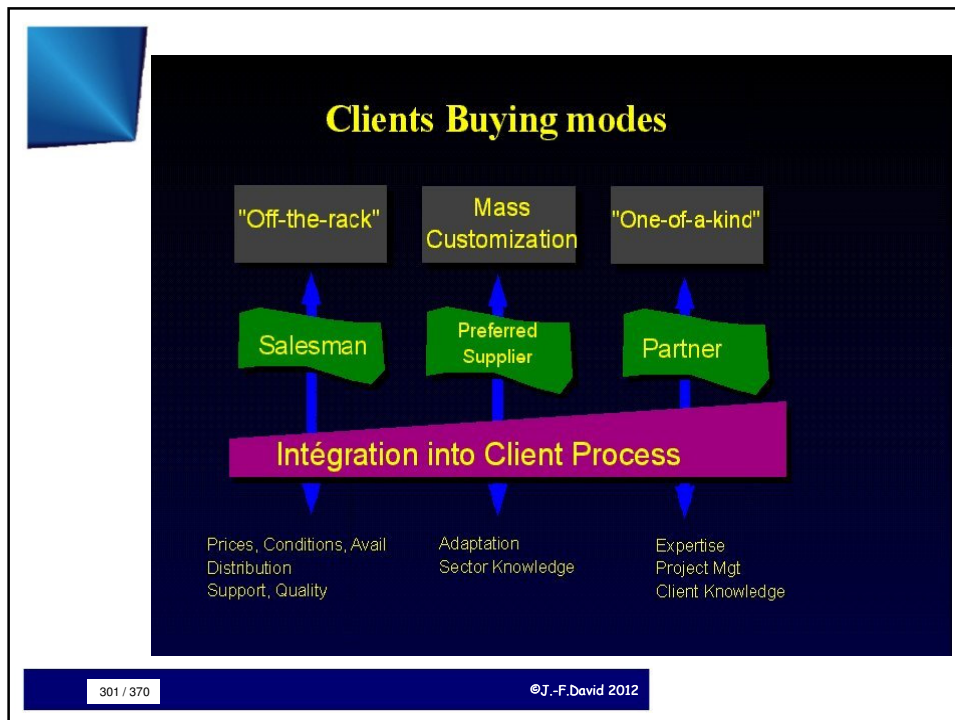 Clients Buying modes
"Off-the-rack"
Mass
Customization
"One-of-a-kind"
Salesman
Preferred
Supplier
Partner
Intégration into Client Process
Prices, Conditions, Avail
Distribution
Support, Quality
Adaptation
Sector Knowledge
Expertise
Project Mgt
Client Knowledge
301 / 370
©J.-F.David 2012